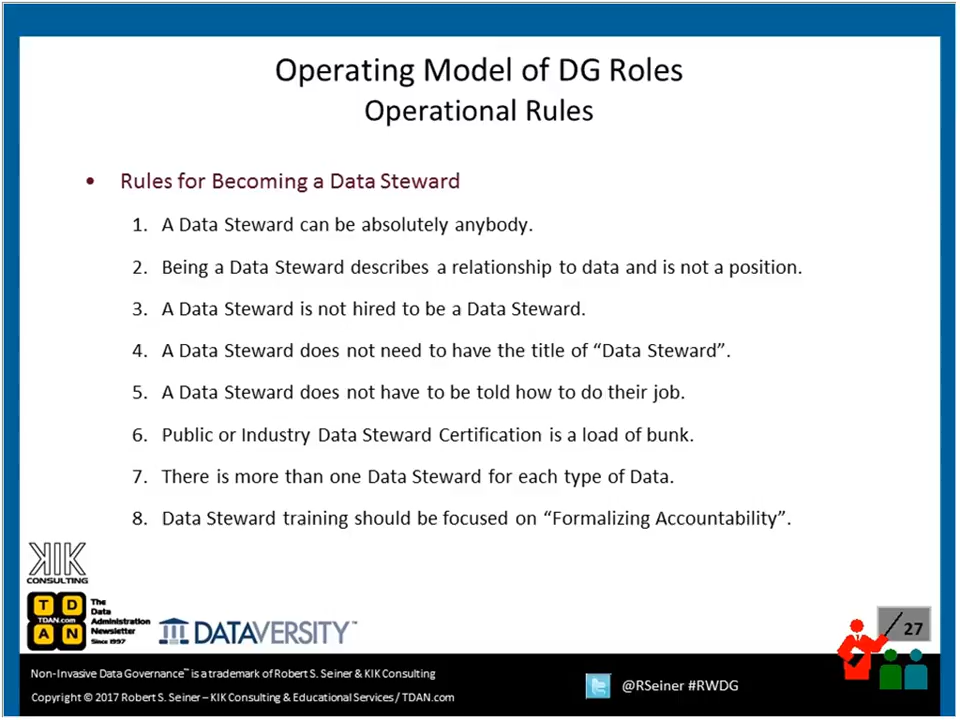 Operating Model of DG Roles
Operational Rules
• Rules for Becoming a Data Steward
1. A Data Steward can be absolutely anybody.
2. Being a Data Steward describes a relationship to data and is not a position.
3. A Data Steward is not hired to be a Data Steward.
4. A Data Steward does not need to have the title of “Data Steward”.
5. A Data Steward does not have to be told how to do their job.
6. Public or Industry Data Steward Certification is a load of bunk.
7. There is more than one Data Steward for each type of Data.
8. Data Steward training should be focused on “Formalizing Accountability”.
KIK
CONSULTING
T D
TDAN.com
A N
The
Data
Administration
Newsletter
Since 1997
DATAVERSITY™
27
Non-Invasive Data Governance™ is a trademark of Robert S. Seiner & KIK Consulting
Copyright © 2017 Robert S. Seiner – KIK Consulting & Educational Services / TDAN.com
@RSeiner #RWDG